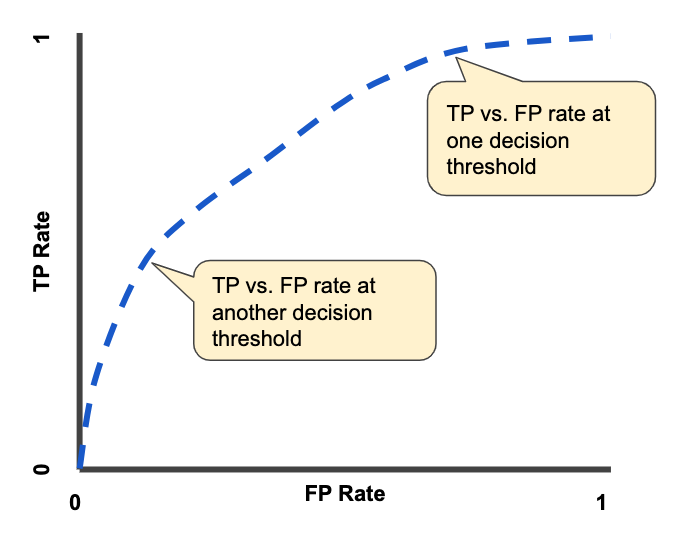 1
TP vs. FP rate at
one decision
threshold
TP Rate
TP vs. FP rate at
another decision
threshold
0
0
FP Rate
1